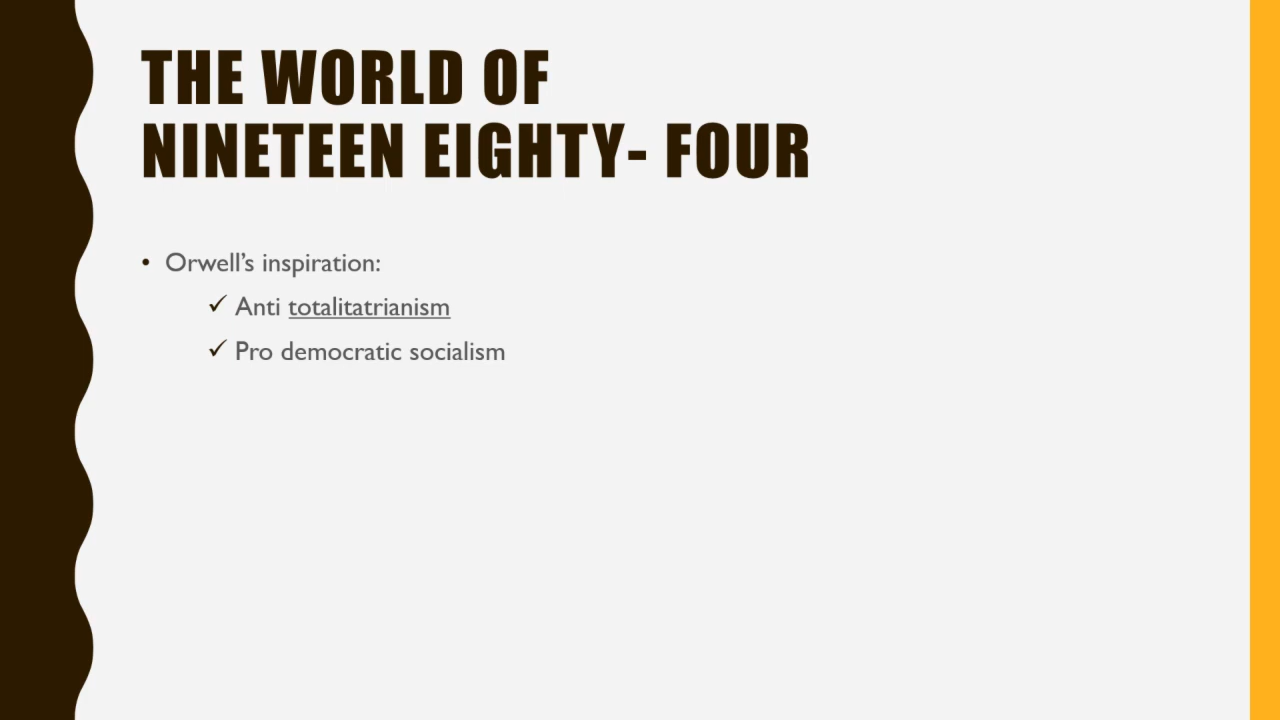 THE WORLD OF
NINETEEN EIGHTY- FOUR
• Orwell’s inspiration:
✓ Anti totalitatrianism
✓ Pro democratic socialism